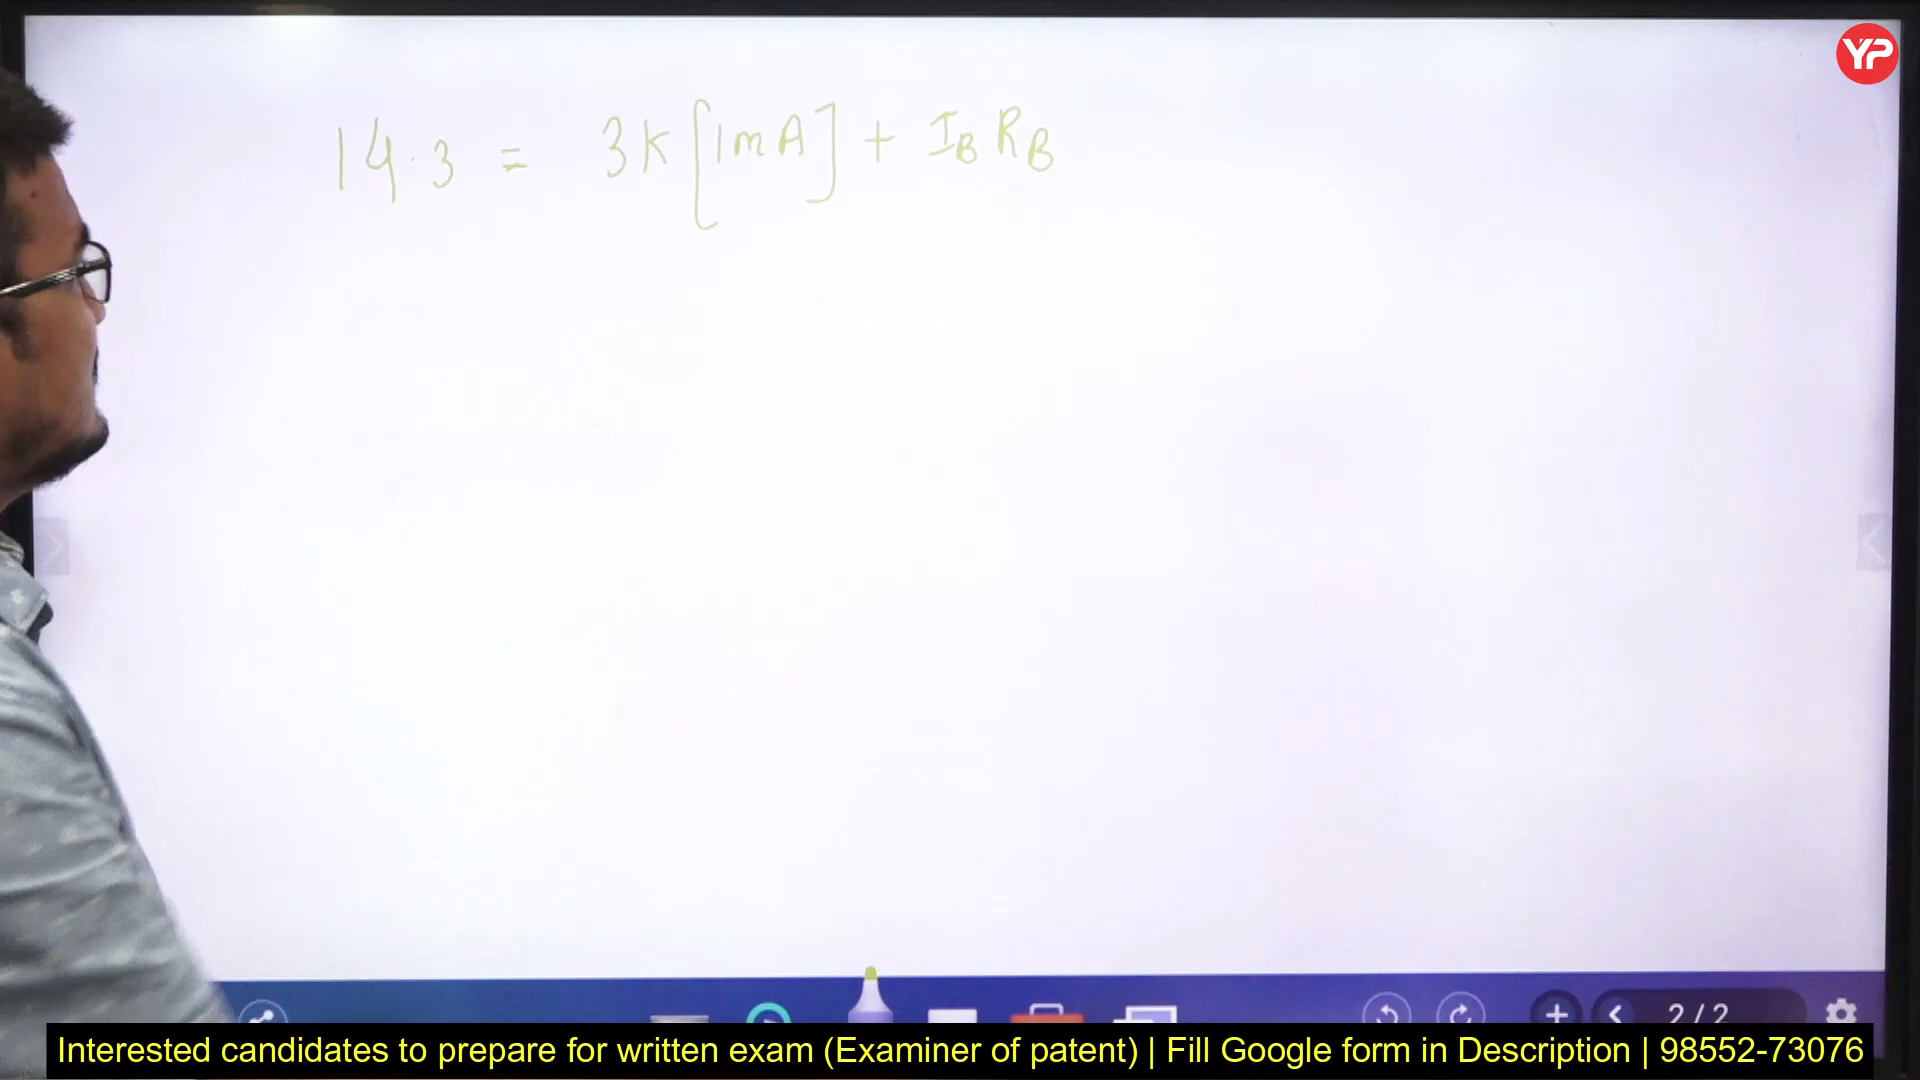 YP
14.3 = 3K [1mA] + IB RB
2 / 2
Interested candidates to prepare for written exam (Examiner of patent) | Fill Google form in Description | 98552-73076